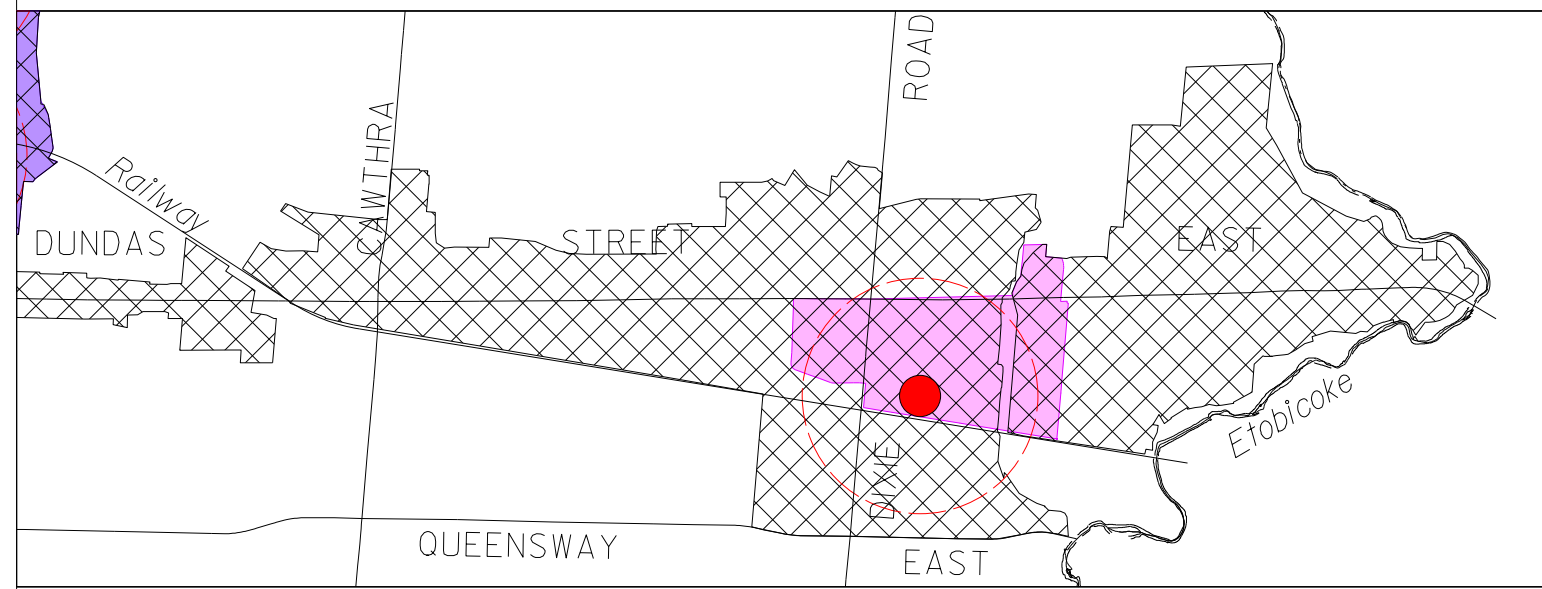 ROAD
CAWTHRA
Railway
DUNDAS
STREET
EAST
DIXIE
Etobicoke
QUEENSWAY
EAST